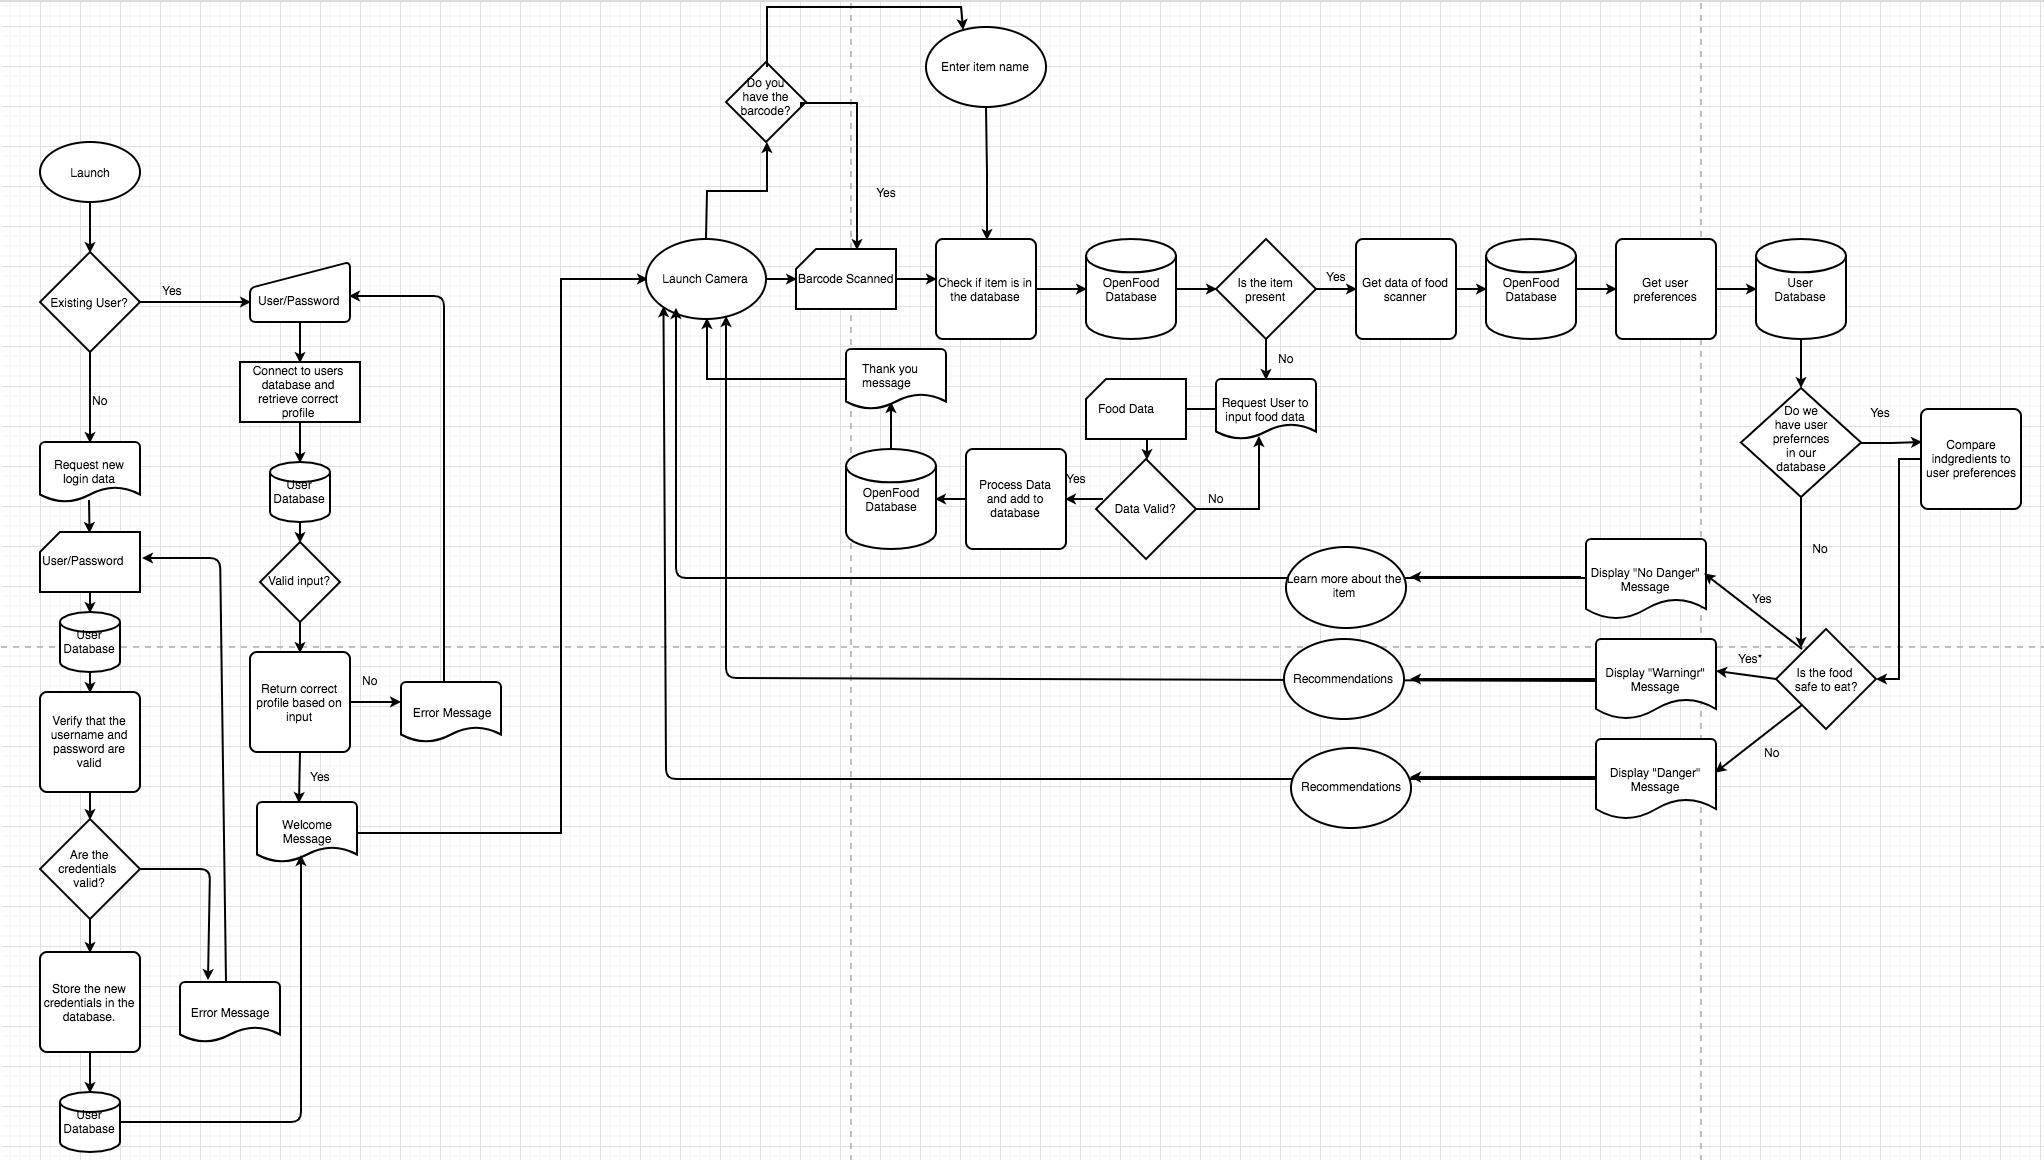 Do you
have the
barcode?
Enter item name
Launch
Yes
Existing User?
Yes
User/Password
No
Connect to users
database and
retrieve correct
profile
Request new
login data
User
Database
User/Password
Valid input?
User
Database
Return correct
profile based on
input
No
Error Message
Verify that the
username and
password are
valid
Yes
Welcome
Message
Are the
credentials
valid?
Store the new
credentials in the
database.
Error Message
User
Database
Launch Camera
Barcode Scanned
Check if item is in
the database
OpenFood
Database
Is the item
present
Yes
Get data of food
scanner
OpenFood
Database
Get user
preferences
User
Database
No
Thank you
message
Food Data
Request User to
input food data
OpenFood
Database
Process Data
and add to
database
Yes
Data Valid?
No
Do we
have user
prefernces
in our
database
Yes
Compare
indgredients to
user preferences
No
Learn more about the
item
Display "No Danger"
Message
Yes
Recommendations
Display "Warningr"
Message
Yes*
Is the food
safe to eat?
Recommendations
Display "Danger"
Message
No